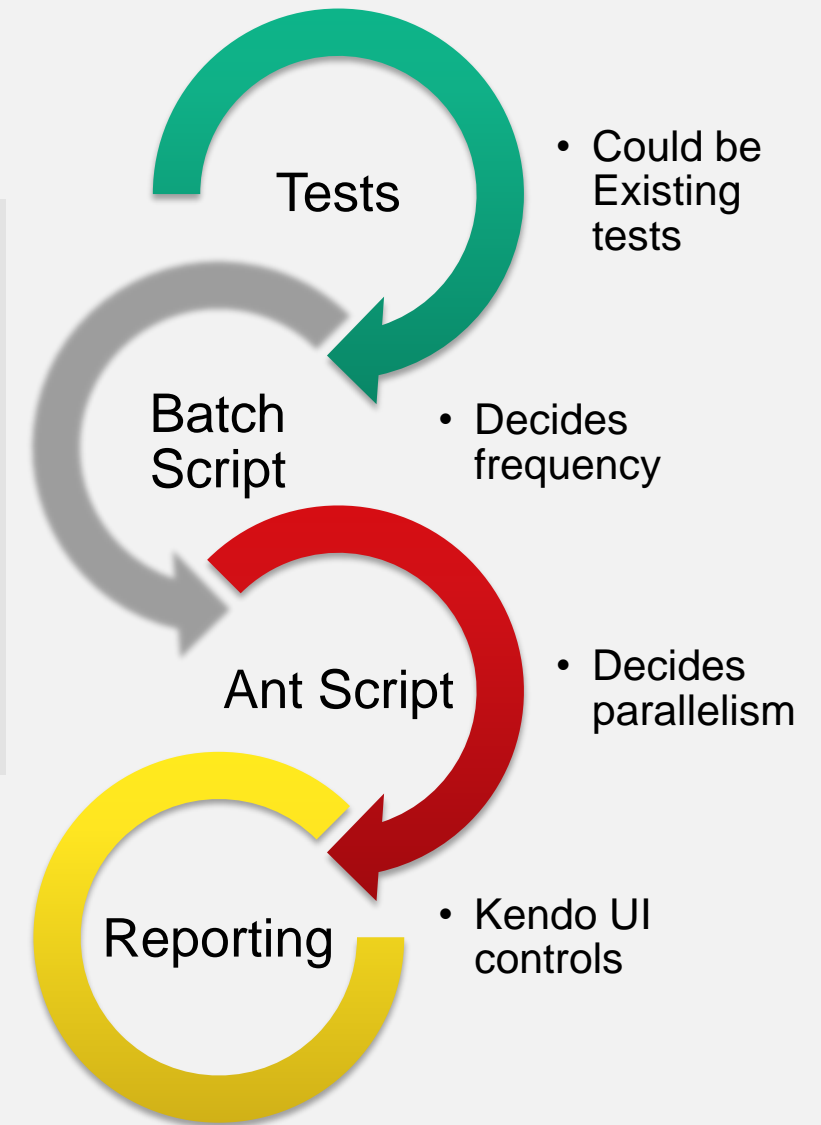 Tests
• Could be
Existing
tests
Batch
Script
• Decides
frequency
Ant Script
• Decides
parallelism
Reporting
• Kendo UI
controls